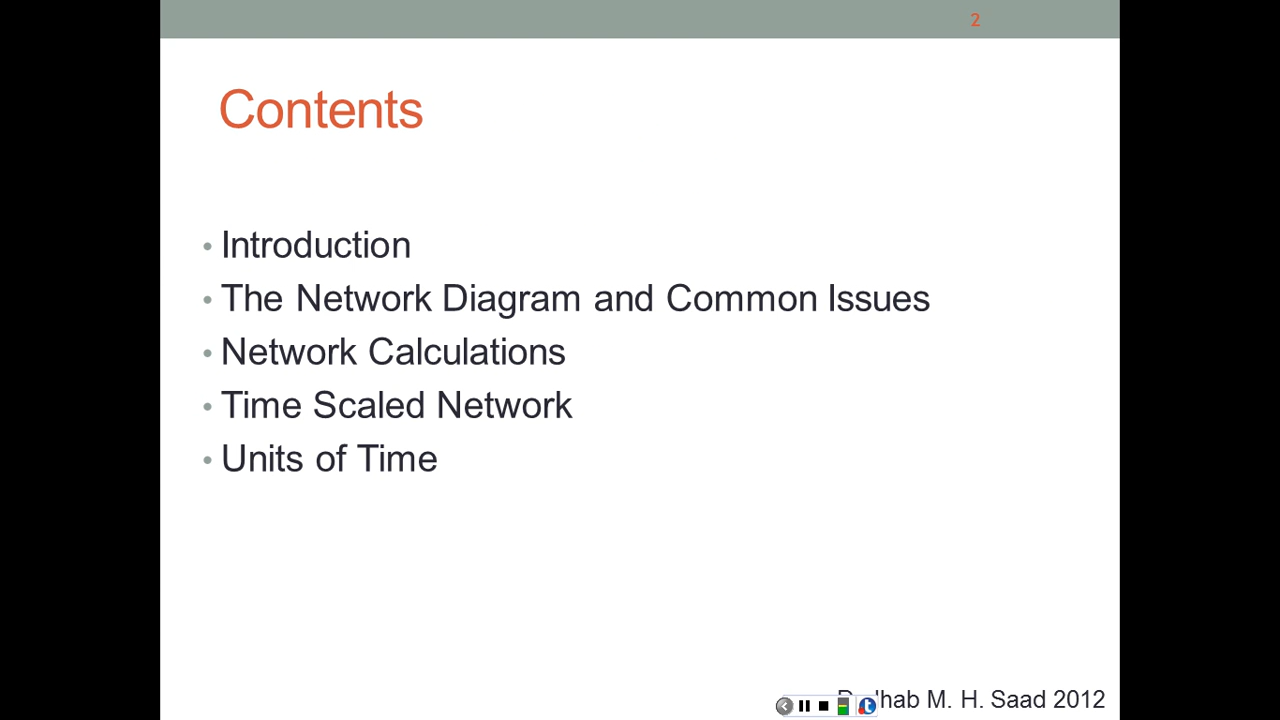 2
Contents
• Introduction
• The Network Diagram and Common Issues
• Network Calculations
• Time Scaled Network
• Units of Time
M. H. Saad 2012